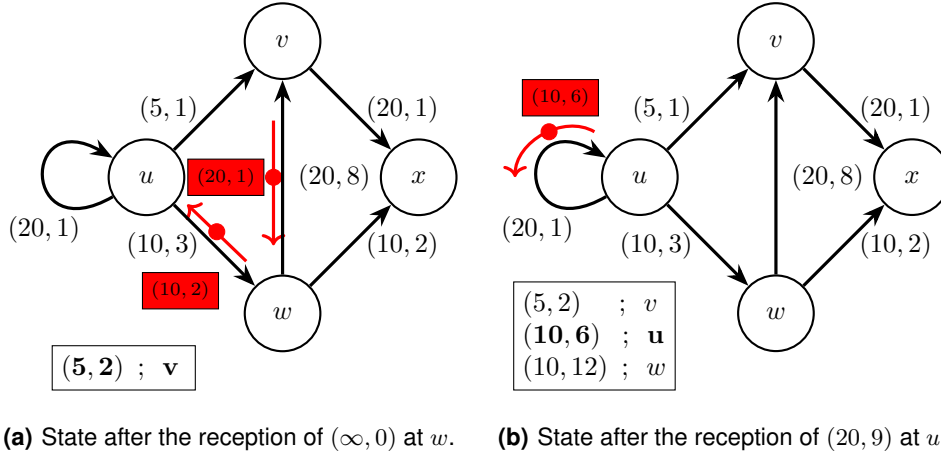 v
(5, 1)
(20, 1)
u
(20, 1)
(20, 8)
x
(20, 1)
(10, 3)
(10, 2)
(10, 2)
w
(5, 2) ; v
(a) State after the reception of (∞, 0) at w.
v
(10, 6)
(5, 1)
(20, 1)
u
(20, 8)
x
(20, 1)
(10, 3)
(10, 2)
w
(5, 2) ; v
(10, 6) ; u
(10, 12) ; w
(b) State after the reception of (20, 9) at u